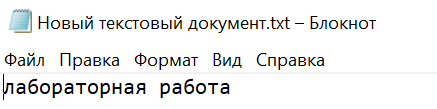 Новый текстовый документ.txt – Блокнот
Файл Правка Формат Вид Справка
лабораторная работа